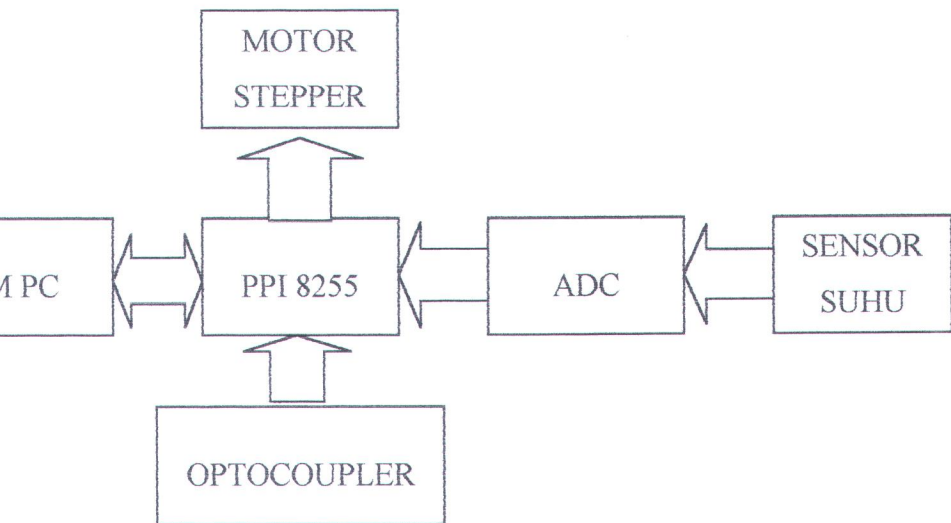 MOTOR
STEPPER
M PC
PPI 8255
ADC
SENSOR
SUHU
OPTOCOUPLER